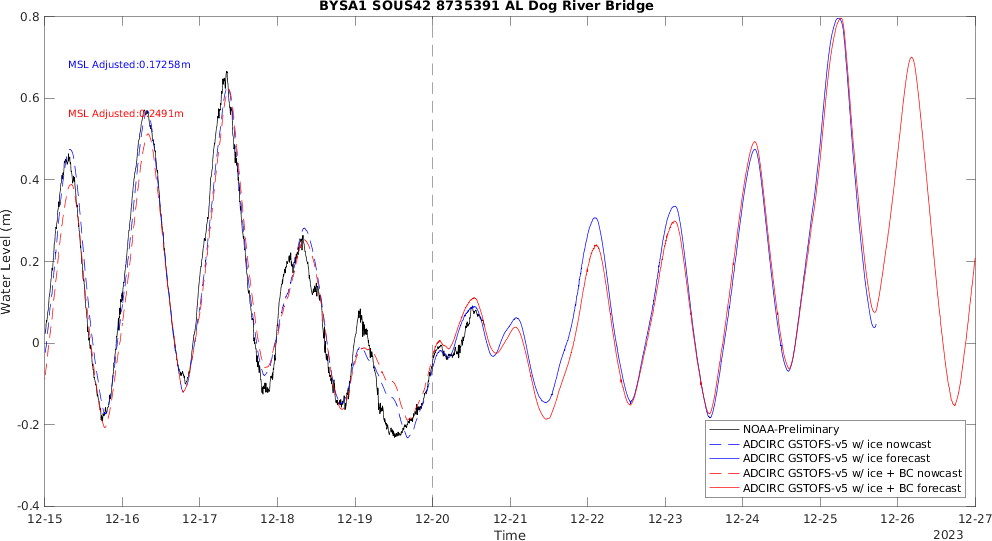 BYSA1 SOUS42 8735391 AL Dog River Bridge
MSL Adjusted:0.17258m
MSL Adjusted:0.2491m
Water Level (m)
0.8
0.6
0.4
0.2
0
-0.2
-0.4
NOAA-Preliminary
ADCIRC GSTOFS-v5 w/ ice nowcast
ADCIRC GSTOFS-v5 w/ ice forecast
ADCIRC GSTOFS-v5 w/ ice + BC nowcast
ADCIRC GSTOFS-v5 w/ ice + BC forecast
12-15 12-16 12-17 12-18 12-19 12-20 12-21 12-22 12-23 12-24 12-25 12-26 12-27
Time
2023